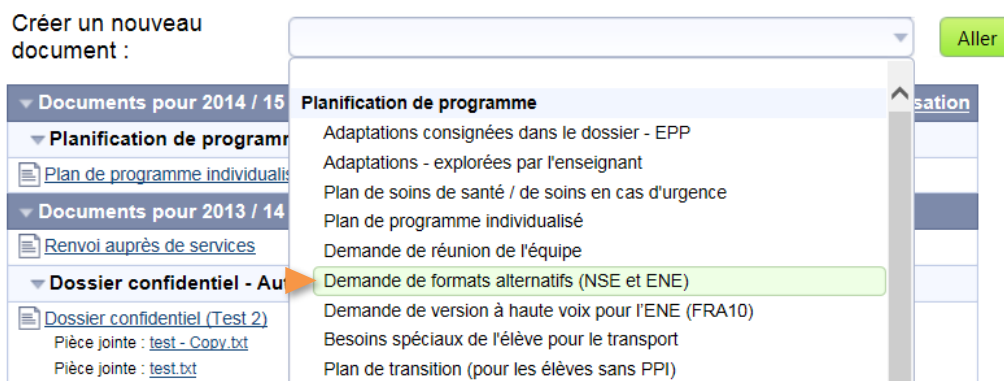 Créer un nouveau
document :
Aller
Documents pour 2014 / 15
sation
Planification de programm
Plan de programme individualis
Documents pour 2013 / 14
Renvoi auprès de services
Dossier confidentiel - Au
Dossier confidentiel (Test 2)
Pièce jointe : test - Copy.txt
Pièce jointe : test.txt
Planification de programme
Adaptations consignées dans le dossier - EPP
Adaptations - explorées par l'enseignant
Plan de soins de santé / de soins en cas d'urgence
Plan de programme individualisé
Demande de réunion de l'équipe
Demande de formats alternatifs (NSE et ENE)
Demande de version à haute voix pour l’ENE (FRA10)
Besoins spéciaux de l'élève pour le transport
Plan de transition (pour les élèves sans PPI)